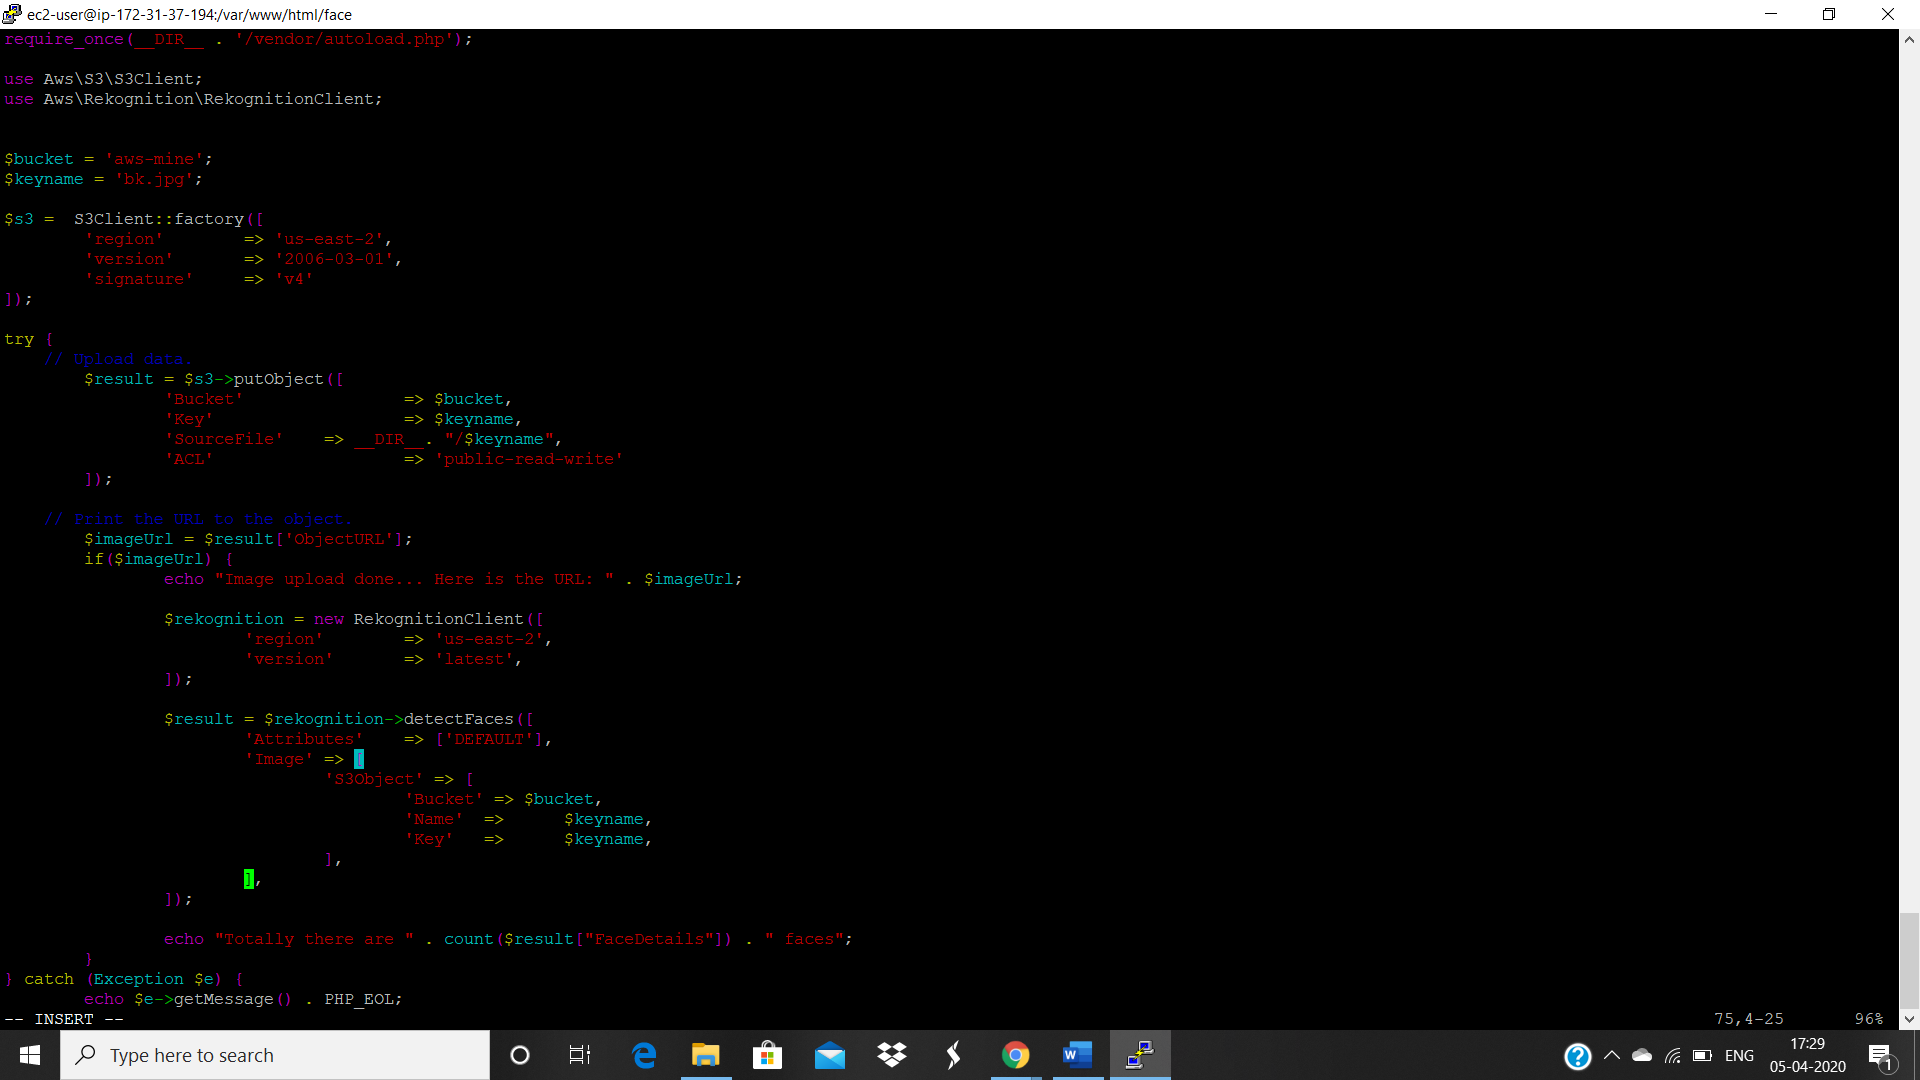 ec2-user@ip-172-31-37-194:/var/www/html/face
require_once(__DIR__ . '/vendor/autoload.php');
use Aws\S3\S3Client;
use Aws\Rekognition\RekognitionClient;
$bucket = 'aws-mine';
$keyname = 'bk.jpg';
$s3 =  S3Client::factory([
        'region'        => 'us-east-2',
        'version'       => '2006-03-01',
        'signature'     => 'v4'
]);
try {
    // Upload data.
        $result = $s3->putObject([
                'Bucket'                => $bucket,
                'Key'                   => $keyname,
                'SourceFile'    => __DIR__. "/$keyname",
                'ACL'                   => 'public-read-write'
        ]);
    // Print the URL to the object.
        $imageUrl = $result['ObjectURL'];
        if($imageUrl) {
                echo "Image upload done... Here is the URL: " . $imageUrl;
                $rekognition = new RekognitionClient([
                        'region'        => 'us-east-2',
                        'version'       => 'latest',
                ]);
                $result = $rekognition->detectFaces([
                        'Attributes'    => ['DEFAULT'],
                        'Image' => [
                                'S3Object' => [
                                        'Bucket' => $bucket,
                                        'Name'  =>      $keyname,
                                        'Key'   =>      $keyname,
                                ],
                        ],
                ]);
                echo "Totally there are " . count($result["FaceDetails"]) . " faces";
        }
} catch (Exception $e) {
        echo $e->getMessage() . PHP_EOL;
-- INSERT --                    75,4-25        96%
Type here to search
ENG
17:29
05-04-2020
1